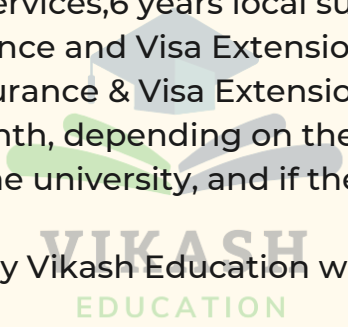 ervices,6 years local su
nce and Visa Extensio
urance & Visa Extensio
nth, depending on the
e university, and if the
VIKASH
y Vikash Education w
EDUCATION